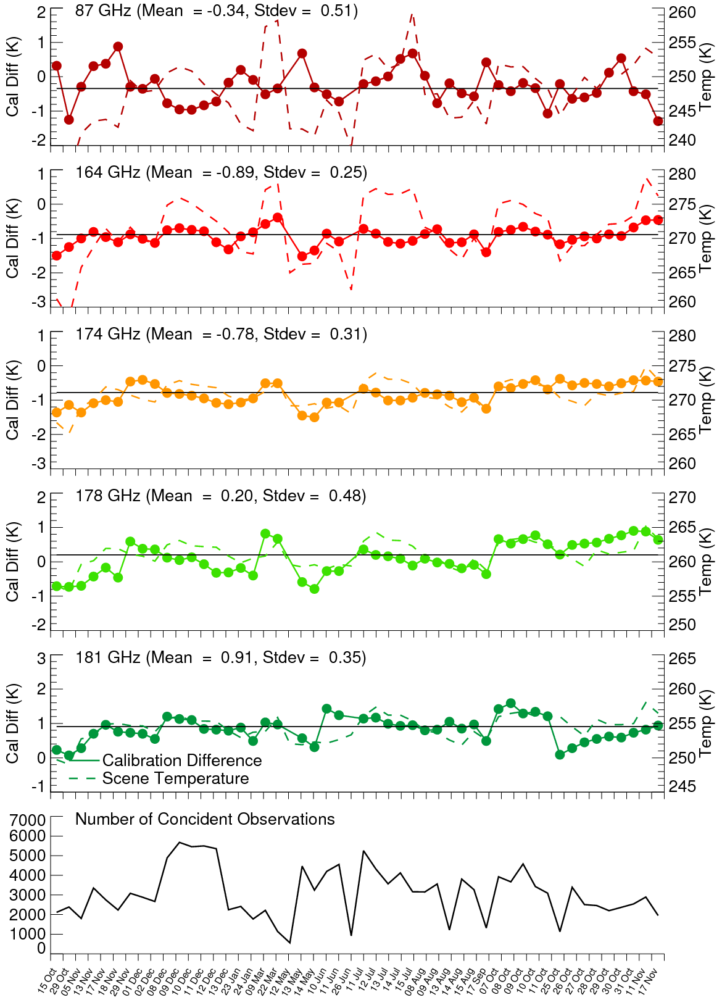 87 GHz (Mean = -0.34, Stdev = 0.51)
2
1
0
-1
-2
Cal Diff (K)
260
255
250
245
240
Temp (K)
164 GHz (Mean = -0.89, Stdev = 0.25)
1
0
-1
-2
-3
Cal Diff (K)
280
275
270
265
260
Temp (K)
174 GHz (Mean = -0.78, Stdev = 0.31)
1
0
-1
-2
-3
Cal Diff (K)
280
275
270
265
260
Temp (K)
178 GHz (Mean = 0.20, Stdev = 0.48)
2
1
0
-1
-2
Cal Diff (K)
270
265
260
255
250
Temp (K)
181 GHz (Mean = 0.91, Stdev = 0.35)
3
2
1
0
-1
Cal Diff (K)
265
260
255
250
245
Temp (K)
Calibration Difference
Scene Temperature
Number of Concident Observations
7000
6000
5000
4000
3000
2000
1000
0
15 Oct
29 Oct
05 Nov
13 Nov
17 Nov
18 Nov
29 Nov
01 Dec
02 Dec
08 Dec
09 Dec
10 Dec
11 Dec
12 Dec
13 Dec
23 Jan
24 Jan
09 Mar
22 Mar
12 May
13 May
14 May
10 Jun
11 Jun
26 Jun
11 Jul
12 Jul
13 Jul
14 Jul
15 Jul
08 Aug
09 Aug
13 Aug
14 Aug
15 Aug
15 Sep
07 Oct
08 Oct
09 Oct
10 Oct
11 Oct
25 Oct
26 Oct
27 Oct
28 Oct
29 Oct
30 Oct
31 Oct
11 Nov
17 Nov